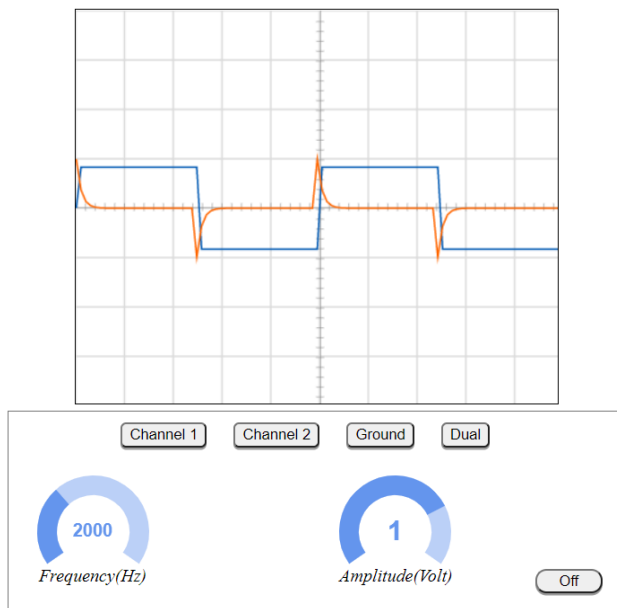 Channel 1 Channel 2 Ground Dual
2000 1
Frequency(Hz) Amplitude(Volt)
Off